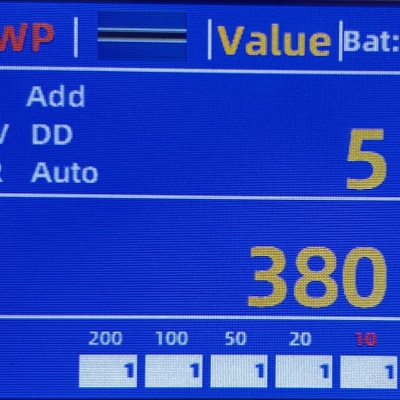 WP | Value | Bat:
Add
V DD
R Auto
5
380
200 100 50 20 10
1 1 1 1 1